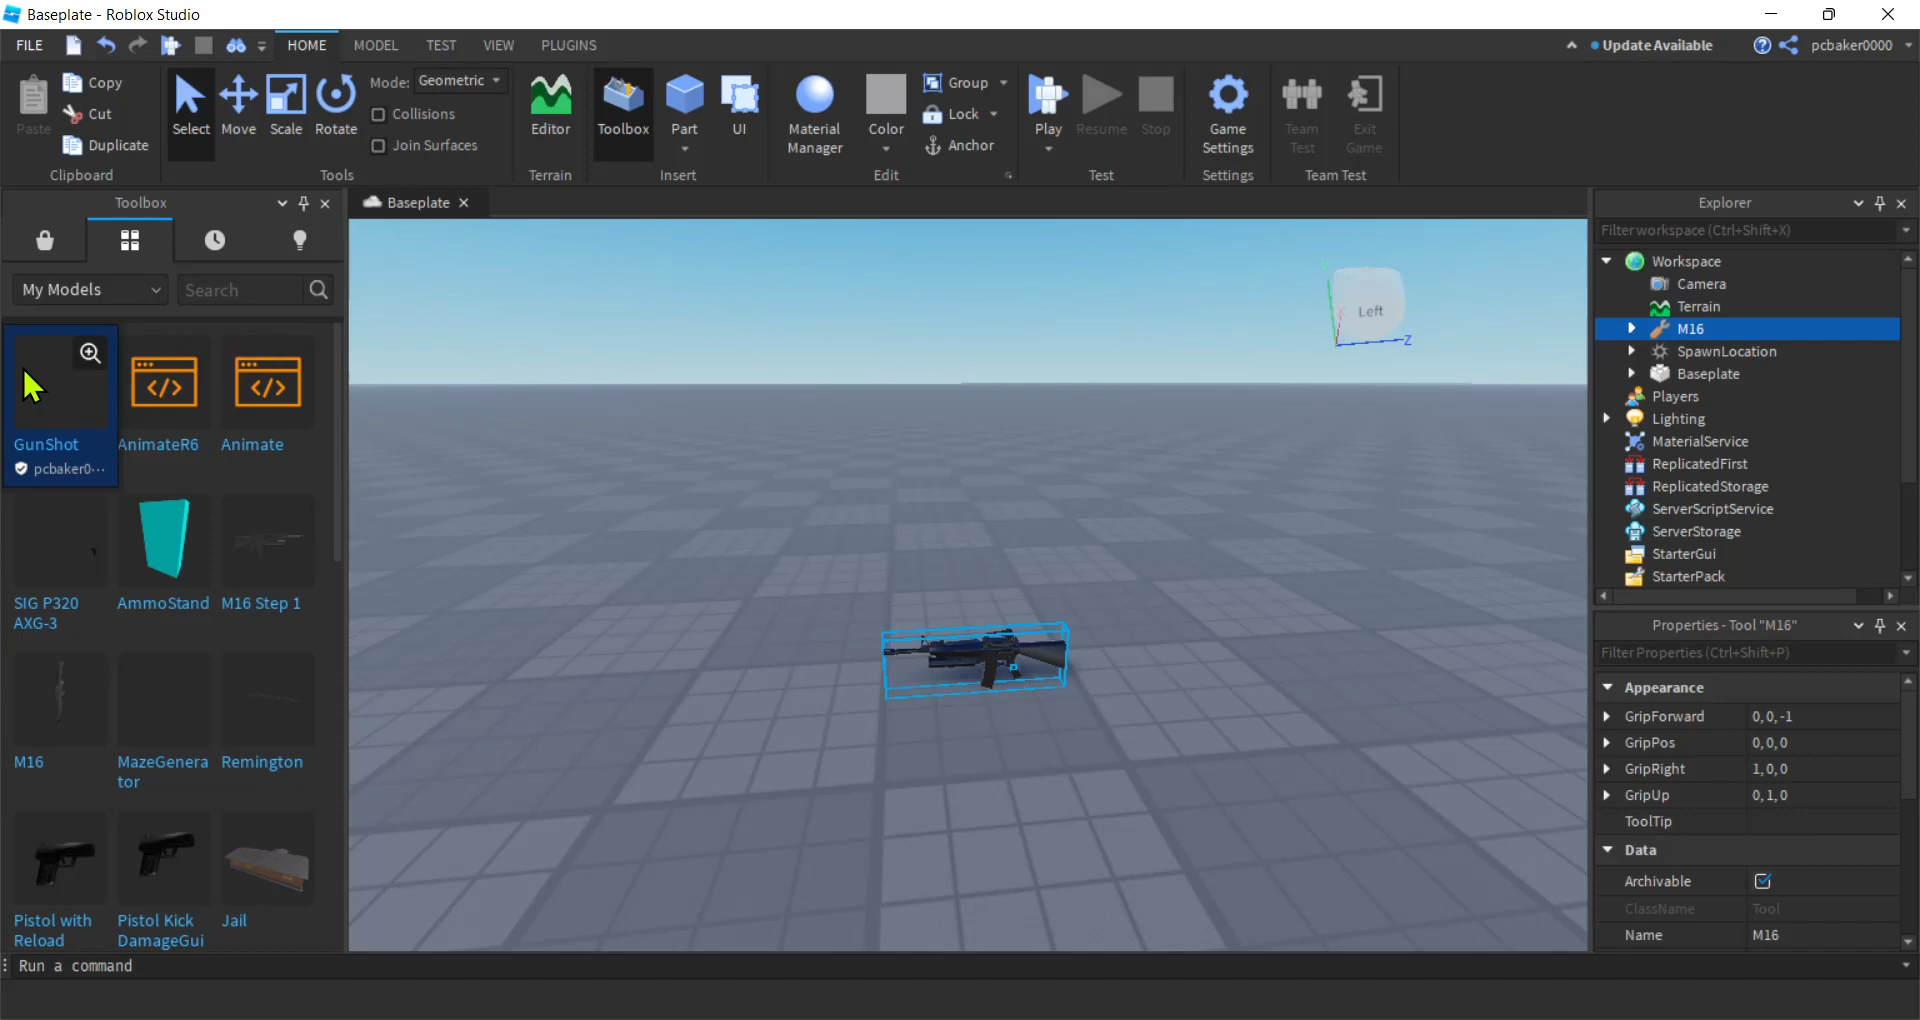 Baseplate - Roblox Studio
FILE
HOME
MODEL
TEST
VIEW
PLUGINS
Update Available
pcbaker0000
Paste
Copy
Cut
Duplicate
Clipboard
Select
Move
Scale
Rotate
Mode:
Geometric
Collisions
Join Surfaces
Tools
Editor
Terrain
Toolbox
Part
UI
Insert
Material
Manager
Color
Group
Lock
Anchor
Edit
Play
Resume
Stop
Test
Game
Settings
Settings
Team
Test
Exit
Game
Team Test
Toolbox
My Models
Search
GunShot
pcbaker0...
AnimateR6
Animate
SIG P320
AXG-3
AmmoStand
M16 Step 1
M16
MazeGenera
tor
Remington
Pistol with
Reload
Pistol Kick
DamageGui
Jail
Baseplate
Left
Z
Explorer
Filter workspace (Ctrl+Shift+X)
Workspace
Camera
Terrain
M16
SpawnLocation
Baseplate
Players
Lighting
MaterialService
ReplicatedFirst
ReplicatedStorage
ServerScriptService
ServerStorage
StarterGui
StarterPack
Properties - Tool "M16"
Filter Properties (Ctrl+Shift+P)
Appearance
GripForward 0, 0, -1
GripPos 0, 0, 0
GripRight 1, 0, 0
GripUp 0, 1, 0
ToolTip
Data
Archivable
ClassName Tool
Name M16
Run a command